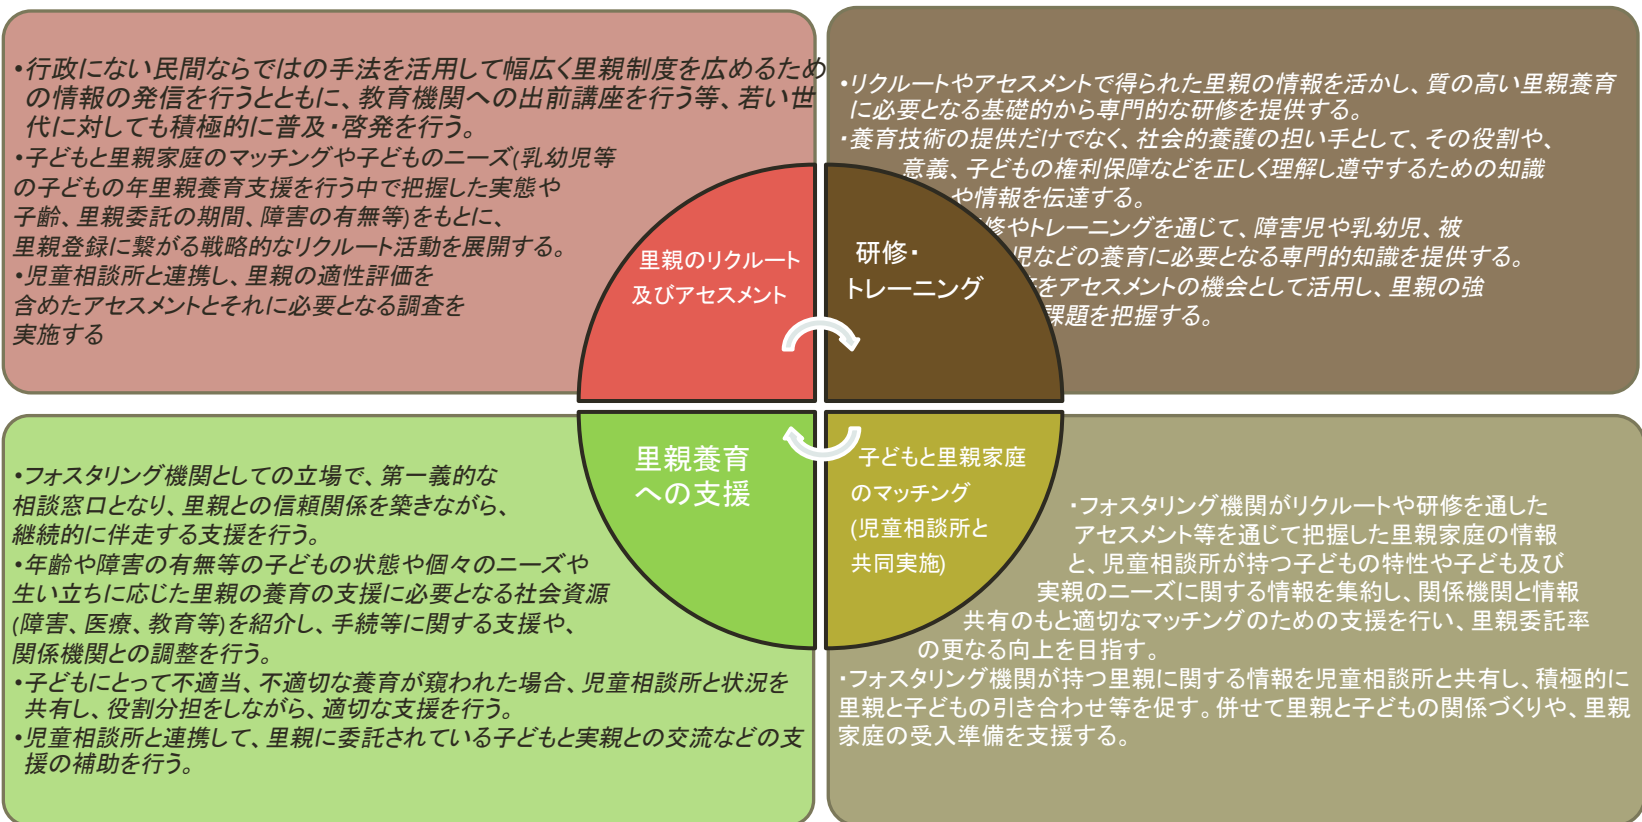 ・行政にない民間ならではの手法を活用して幅広く里親制度を広めるため
の情報の発信を行うとともに、教育機関への出前講座を行う等、若い世
代に対しても積極的に普及・啓発を行う。
・子どもと里親家庭のマッチングや子どものニーズ(乳幼児等
の子どもの年里親養育支援を行う中で把握した実態や
子齢、里親委託の期間、障害の有無等)をもとに、
里親登録に繋がる戦略的なリクルート活動を展開する。
・児童相談所と連携し、里親の適性評価を
含めたアセスメントとそれに必要となる調査を
実施する
・リクルートやアセスメントで得られた里親の情報を活かし、質の高い里親養育
に必要となる基礎的から専門的な研修を提供する。
・養育技術の提供だけでなく、社会的養護の担い手として、その役割や、
意義、子どもの権利保障などを正しく理解し遵守するための知識
や情報を伝達する。
修やトレーニングを通じて、障害児や乳幼児、被
児などの養育に必要となる専門的知識を提供する。
をアセスメントの機会として活用し、里親の強
課題を把握する。
里親のリクルート
及びアセスメント
研修・
トレーニング
里親養育
への支援
子どもと里親家庭
のマッチング
(児童相談所と
共同実施)
・フォスタリング機関としての立場で、第一義的な
相談窓口となり、里親との信頼関係を築きながら、
継続的に伴走する支援を行う。
・年齢や障害の有無等の子どもの状態や個々のニーズや
生い立ちに応じた里親の養育の支援に必要となる社会資源
(障害、医療、教育等)を紹介し、手続等に関する支援や、
関係機関との調整を行う。
・子どもにとって不適当、不適切な養育が窺われた場合、児童相談所と状況を
共有し、役割分担をしながら、適切な支援を行う。
・児童相談所と連携して、里親に委託されている子どもと実親との交流などの支
援の補助を行う。
・フォスタリング機関がリクルートや研修を通した
アセスメント等を通じて把握した里親家庭の情報
と、児童相談所が持つ子どもの特性や子ども及び
実親のニーズに関する情報を集約し、関係機関と情報
共有のもと適切なマッチングのための支援を行い、里親委託率
の更なる向上を目指す。
・フォスタリング機関が持つ里親に関する情報を児童相談所と共有し、積極的に
里親と子どもの引き合わせ等を促す。併せて里親と子どもの関係づくりや、里親
家庭の受入準備を支援する。